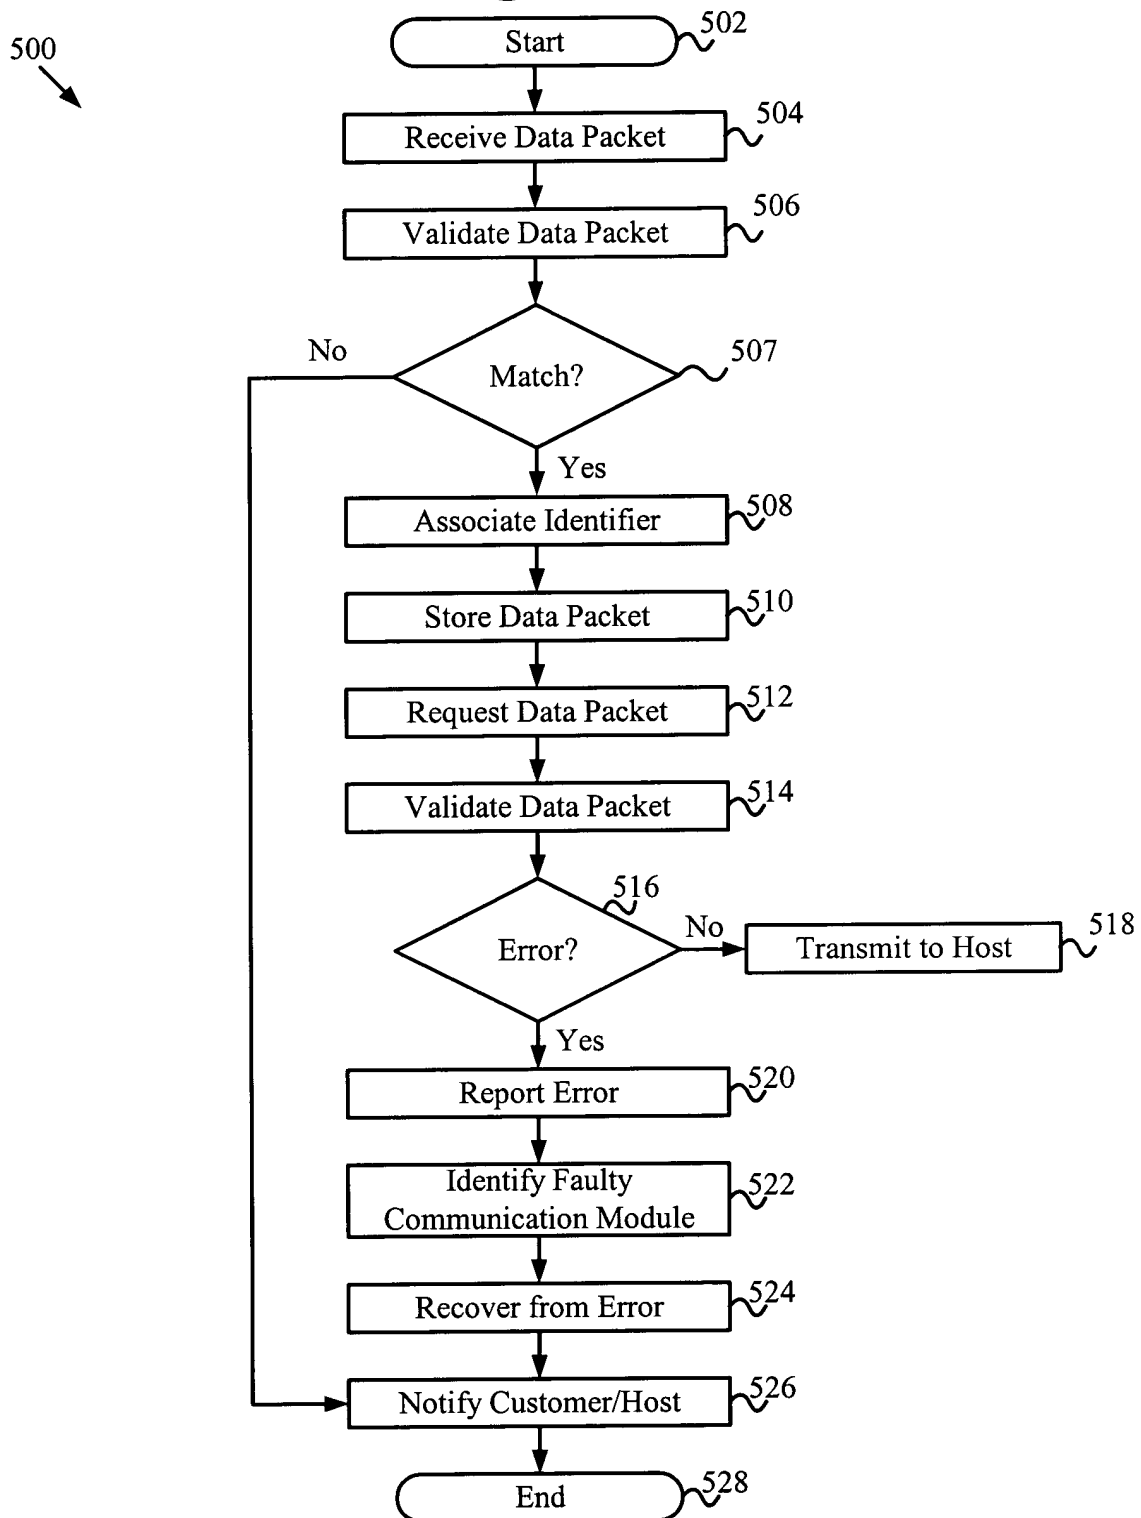 500
Start
502
Receive Data Packet
504
Validate Data Packet
506
Match?
507
No
Yes
Associate Identifier
508
Store Data Packet
510
Request Data Packet
512
Validate Data Packet
514
Error?
516
No
Transmit to Host
518
Yes
Report Error
520
Identify Faulty
Communication Module
522
Recover from Error
524
Notify Customer/Host
526
End
528